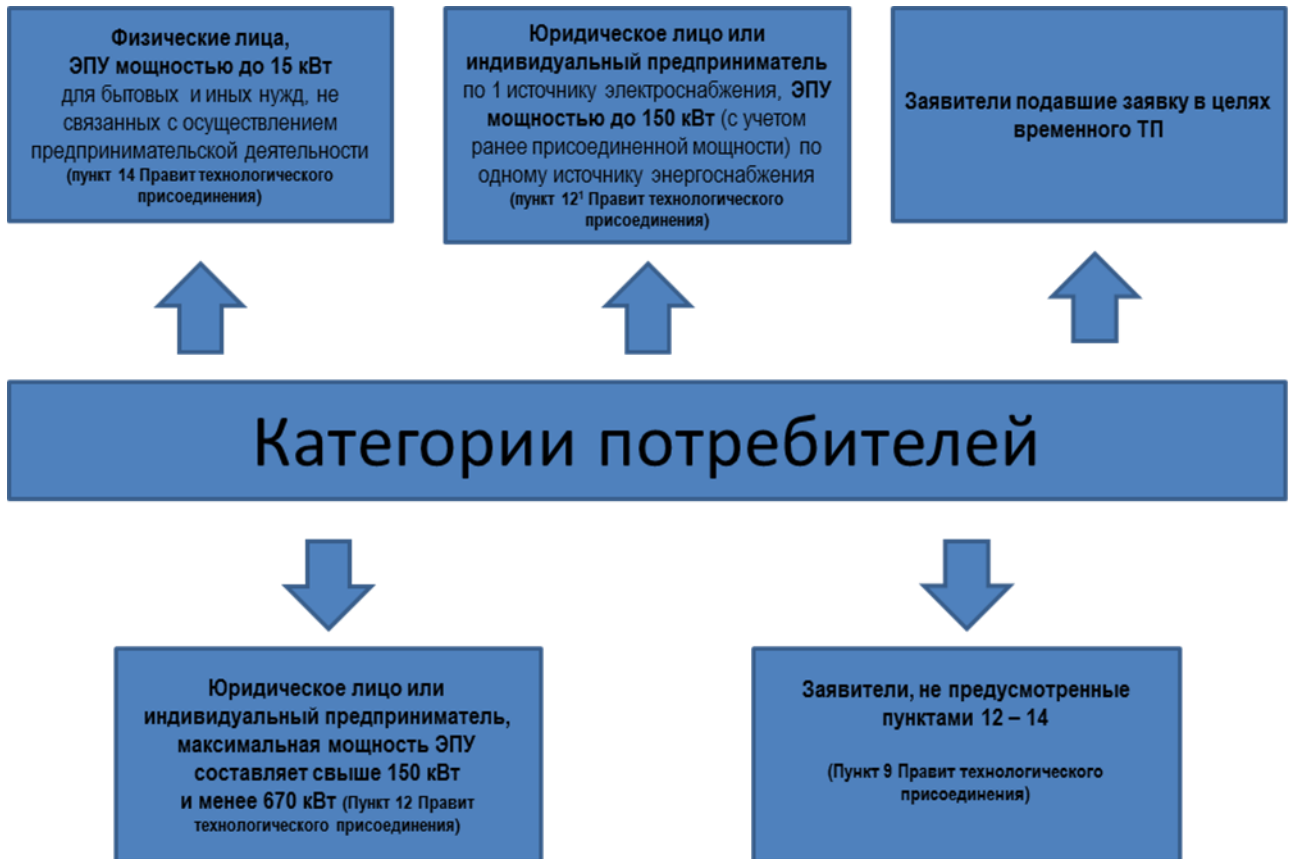 Физические лица,
ЭПУ мощностью до 15 кВт
для бытовых и иных нужд, не
связанных с осуществлением
предпринимательской деятельности
(пункт 14 Правит технологического
присоединения)
Юридическое лицо или
индивидуальный предприниматель
по 1 источнику электроснабжения, ЭПУ
мощностью до 150 кВт (с учетом
ранее присоединенной мощности) по
одному источнику энергоснабжения
(пункт 12¹ Правит технологического
присоединения)
Заявители подавшие заявку в целях
временного ТП
Категории потребителей
Юридическое лицо или
индивидуальный предприниматель,
максимальная мощность ЭПУ
составляет свыше 150 кВт
и менее 670 кВт (Пункт 12 Правит
технологического присоединения)
Заявители, не предусмотренные
пунктами 12 – 14
(Пункт 9 Правит технологического
присоединения)